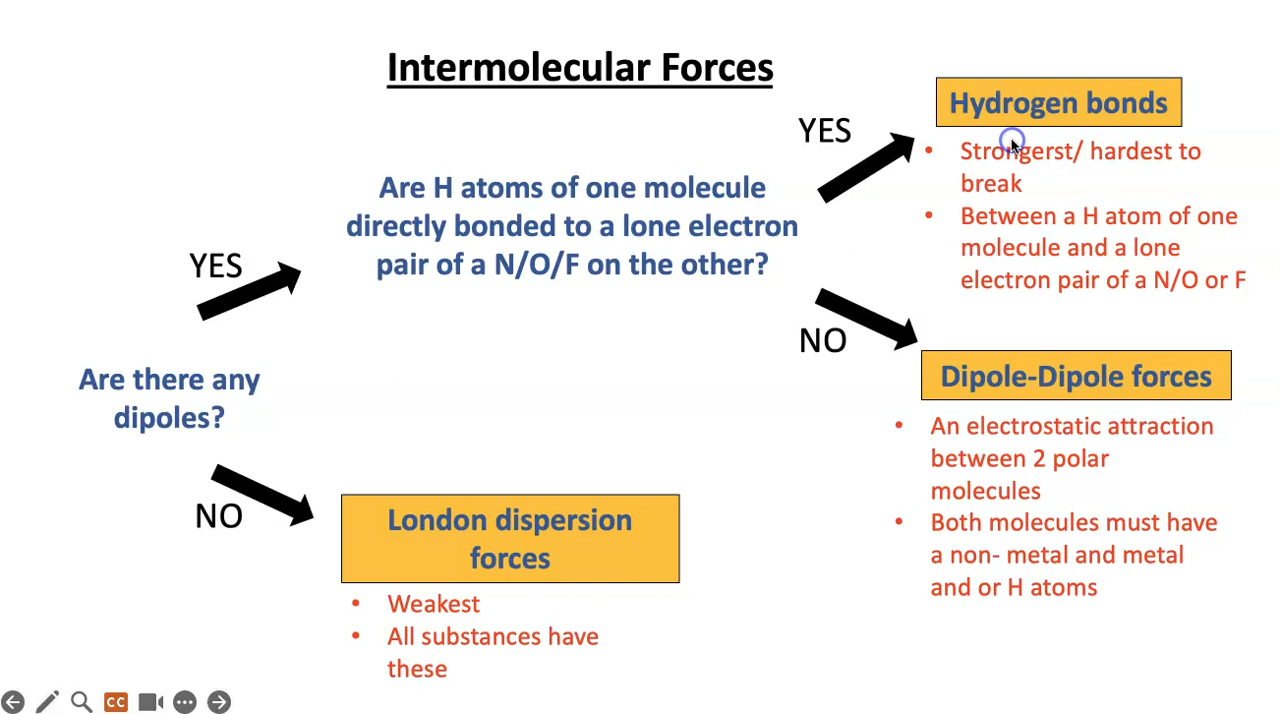 Intermolecular Forces
Hydrogen bonds
• Strongerst/ hardest to
break
• Between a H atom of one
molecule and a lone
electron pair of a N/O or F
YES
Are H atoms of one molecule
directly bonded to a lone electron
pair of a N/O/F on the other?
YES
NO
Dipole-Dipole forces
• An electrostatic attraction
between 2 polar
molecules
• Both molecules must have
a non- metal and metal
and or H atoms
Are there any
dipoles?
NO
London dispersion
forces
• Weakest
• All substances have
these
CC